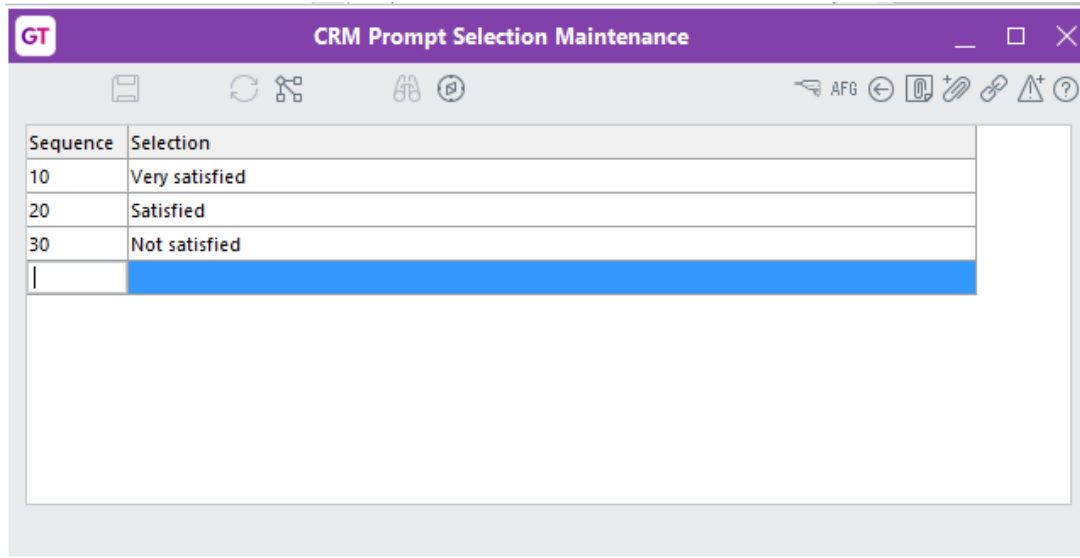 GT CRM Prompt Selection Maintenance
AFG
Sequence Selection
10 Very satisfied
20 Satisfied
30 Not satisfied